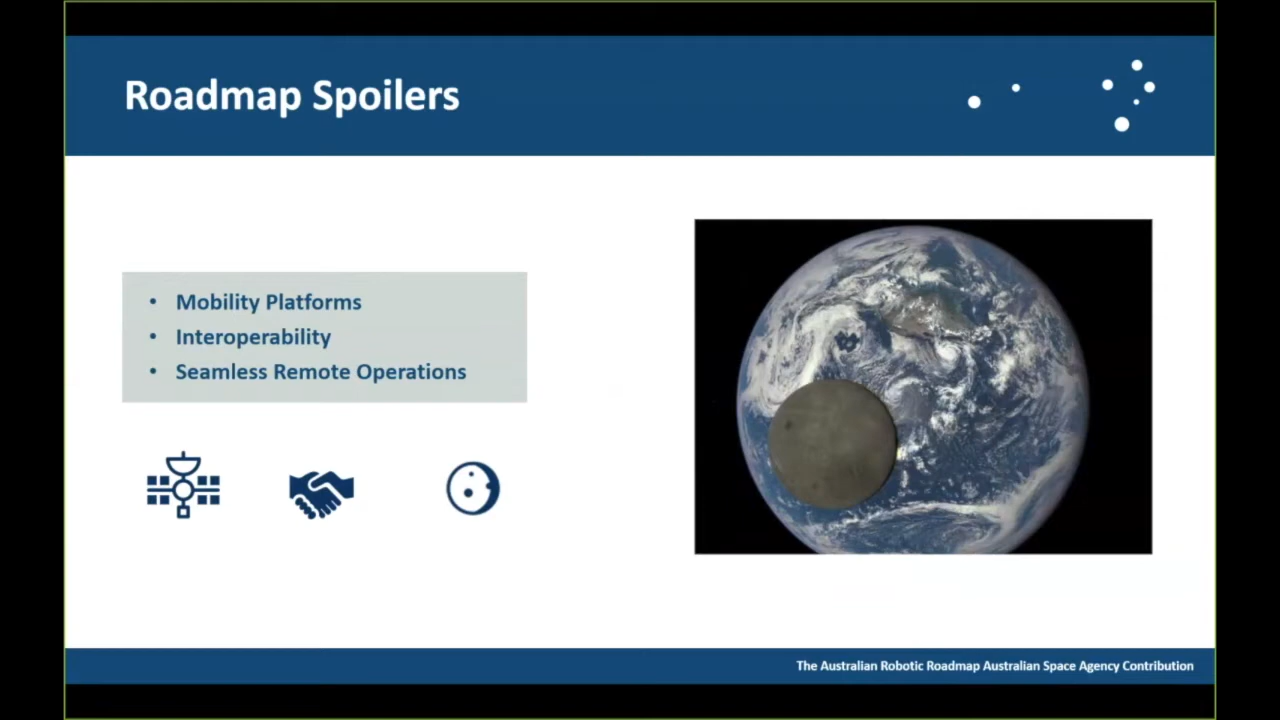 Roadmap Spoilers
• Mobility Platforms
• Interoperability
• Seamless Remote Operations
The Australian Robotic Roadmap Australian Space Agency Contribution